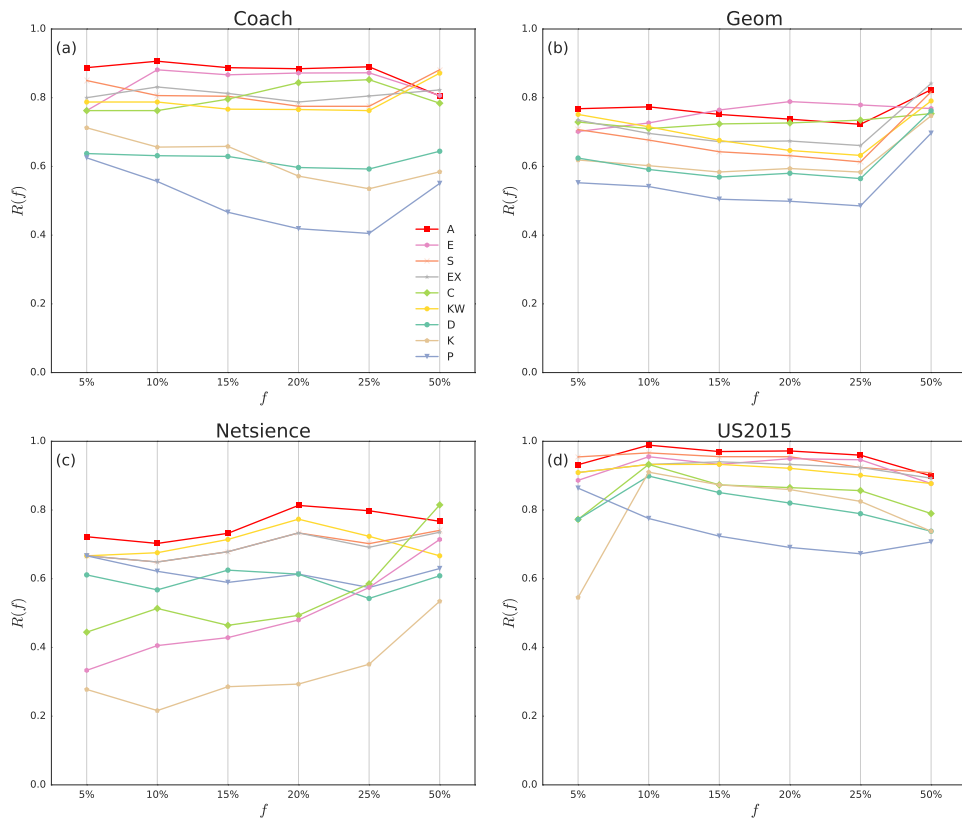 Coach
(a)
1.0
0.8
0.6
0.4
0.2
0.0
R(f)
A
E
S
EX
C
KW
D
K
P
5% 10% 15% 20% 25% 50%
f
Geom
(b)
1.0
0.8
0.6
0.4
0.2
0.0
R(f)
5% 10% 15% 20% 25% 50%
f
Netsience
(c)
1.0
0.8
0.6
0.4
0.2
0.0
R(f)
5% 10% 15% 20% 25% 50%
f
US2015
(d)
1.0
0.8
0.6
0.4
0.2
0.0
R(f)
5% 10% 15% 20% 25% 50%
f